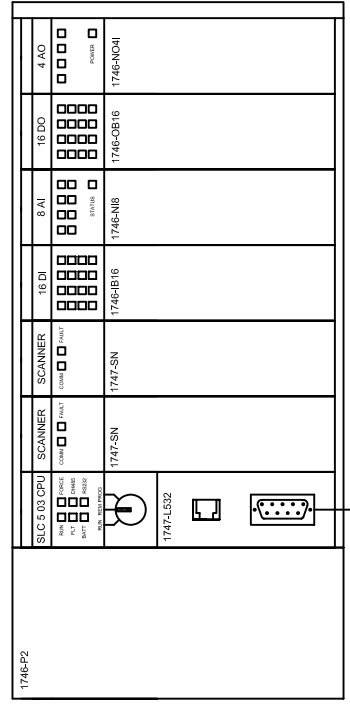 1746-P2
SLC 5 03 CPU
RUN FORCE
FLT DH485
BATT RS232
RUN REM PROG
1747-L532
SCANNER
COMM FAULT
1747-SN
SCANNER
COMM FAULT
1747-SN
16 DI
1746-IB16
8 AI
STATUS
1746-NI8
16 DO
1746-OB16
4 AO
POWER
1746-NO4I